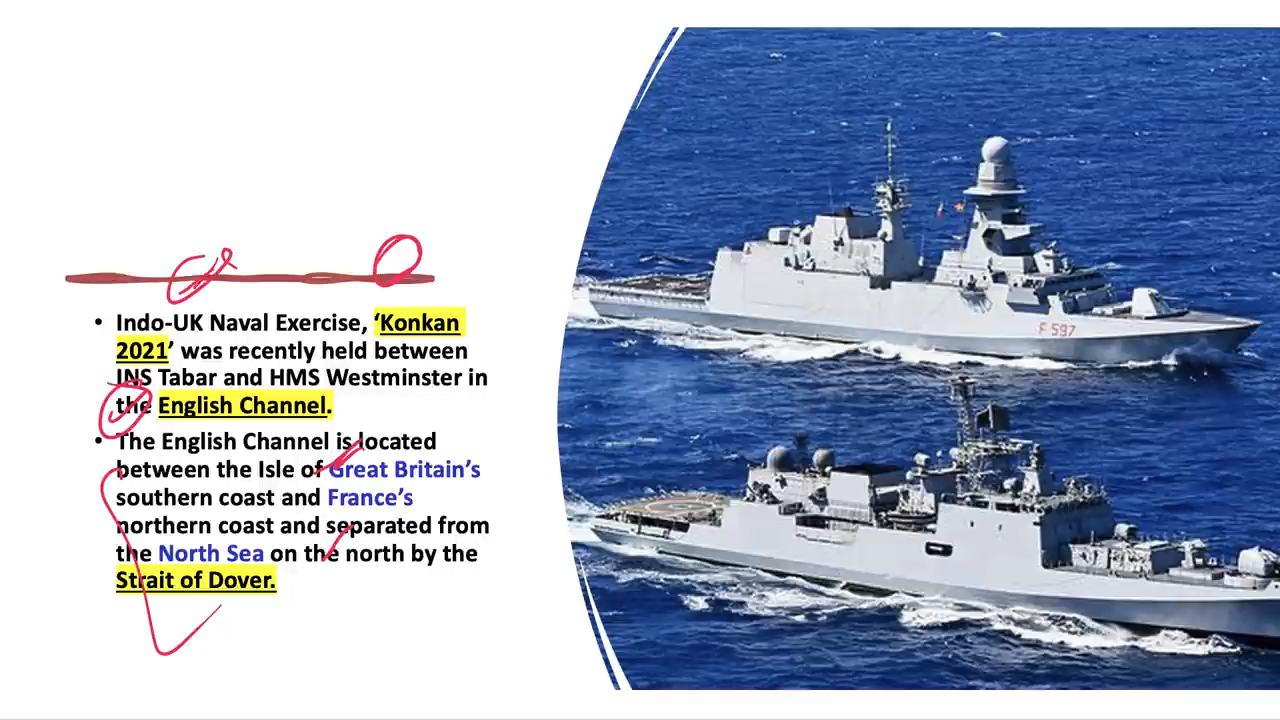 • Indo-UK Naval Exercise, ‘Konkan
2021’ was recently held between
INS Tabar and HMS Westminster in
the English Channel.
• The English Channel is located
between the Isle of Great Britain’s
southern coast and France’s
northern coast and separated from
the North Sea on the north by the
Strait of Dover.
F 597